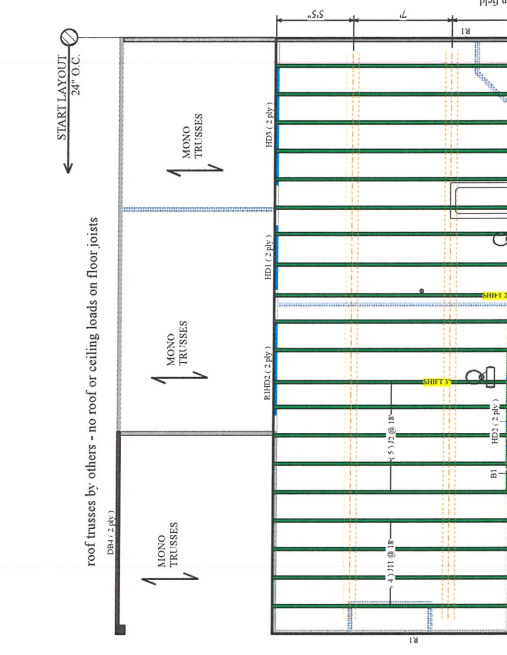 n field
5'5"
7'
R1
START LAYOUT
24" O.C.
MONO
TRUSSES
HD3 ( 2 ply )
HD1 ( 2 ply )
SHIFT 2
roof trusses by others - no roof or ceiling loads on floor joists
MONO
TRUSSES
R1HD2 ( 2 ply )
SHIFT 3"
( 5 ) J2 @ 18"
HD2 ( 2 ply )
B1
DB4 ( 2 ply )
MONO
TRUSSES
( 4 ) J11 @ 18"
R1